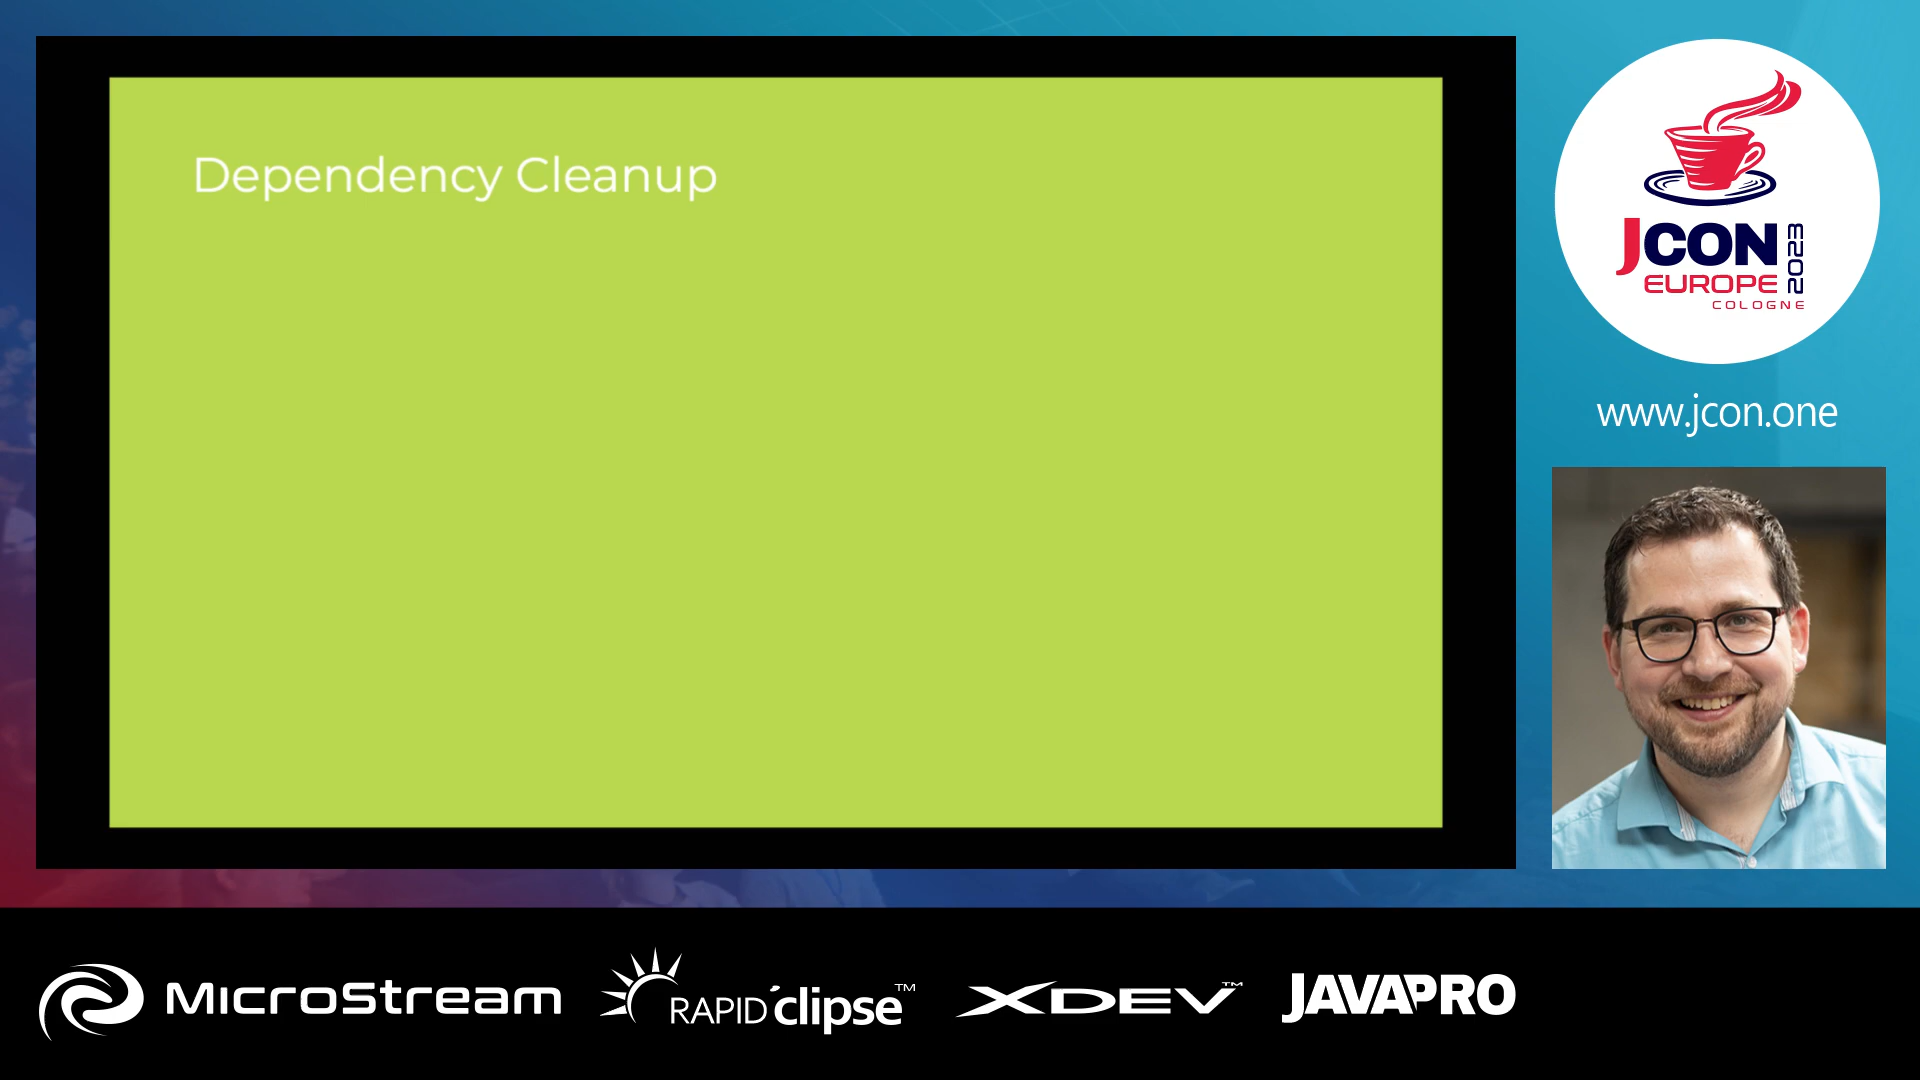 Dependency Cleanup
JCON
EUROPE
2023
COLOGNE
www.jcon.one
MicroStream
RAPID'clipse™
XDEV™
JAVAPRO